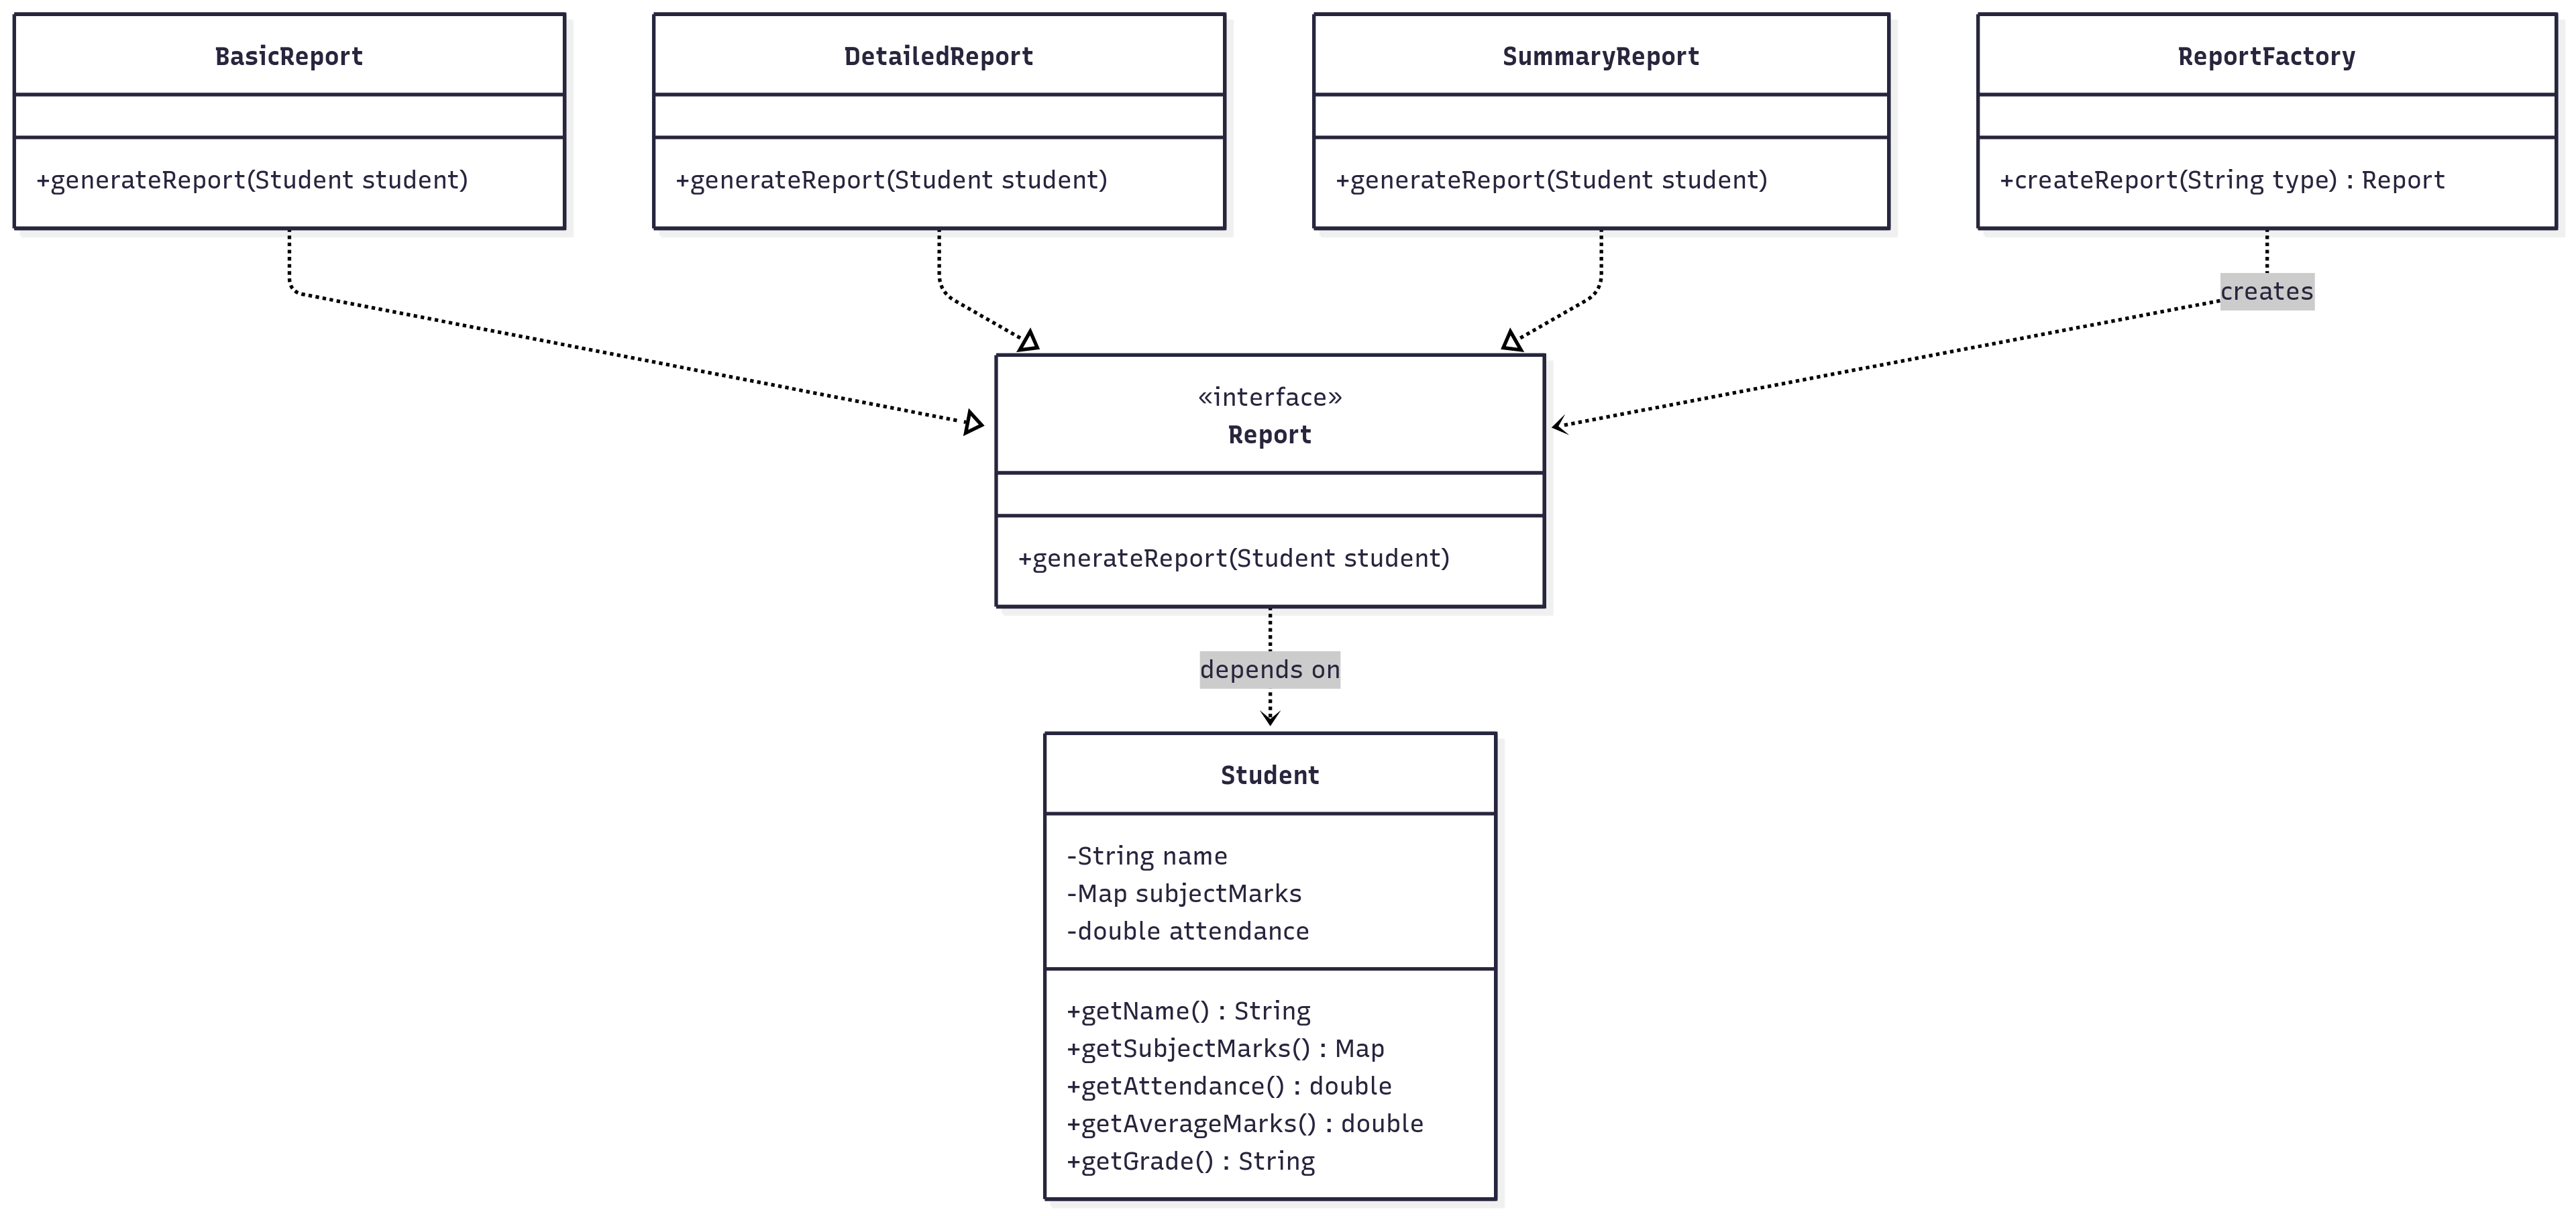 BasicReport
+generateReport(Student student)
DetailedReport
+generateReport(Student student)
SummaryReport
+generateReport(Student student)
ReportFactory
+createReport(String type) : Report
creates
«interface»
Report
+generateReport(Student student)
depends on
Student
-String name
-Map subjectMarks
-double attendance
+getName() : String
+getSubjectMarks() : Map
+getAttendance() : double
+getAverageMarks() : double
+getGrade() : String